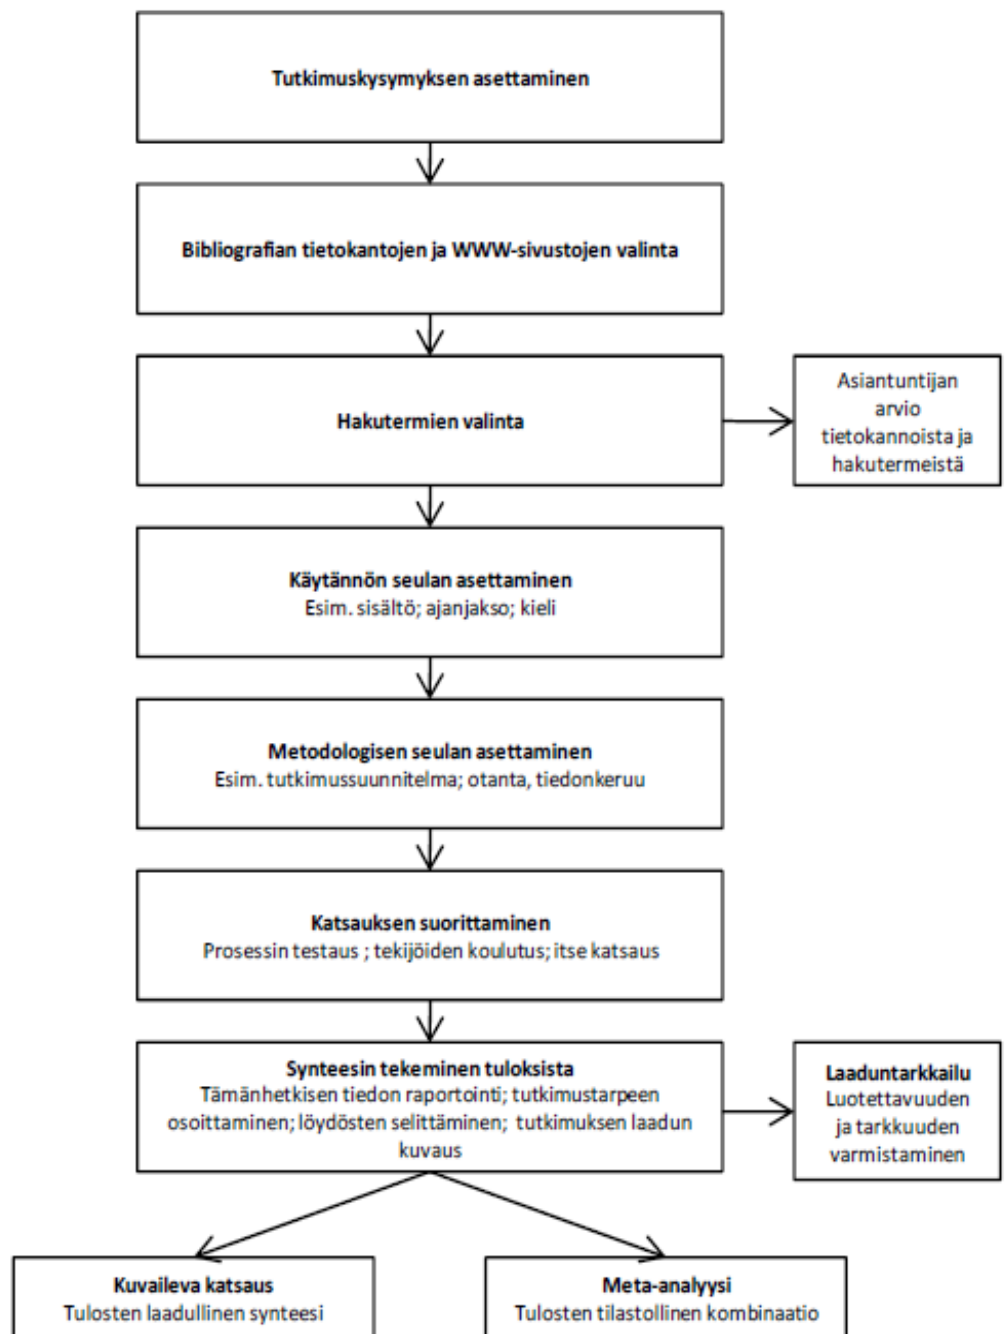 Tutkimuskysymyksen asettaminen
Bibliografian tietokantojen ja WWW-sivustojen valinta
Hakutermien valinta
Asiantuntijan
arvio
tietokannoista ja
hakutermeistä
Käytännön seulan asettaminen
Esim. sisältö; ajanjakso; kieli
Metodologisen seulan asettaminen
Esim. tutkimussuunnitelma; otanta, tiedonkeruu
Katsauksen suorittaminen
Prosessin testaus ; tekijöiden koulutus; itse katsaus
Synteesin tekeminen tuloksista
Tämänhetkisen tiedon raportointi; tutkimustarpeen
osoittaminen; löydösten selittäminen; tutkimuksen laadun
kuvaus
Laaduntarkkailu
Luotettavuuden
ja tarkkuuden
varmistaminen
Kuvaileva katsaus
Tulosten laadullinen synteesi
Meta-analyysi
Tulosten tilastollinen kombinaatio